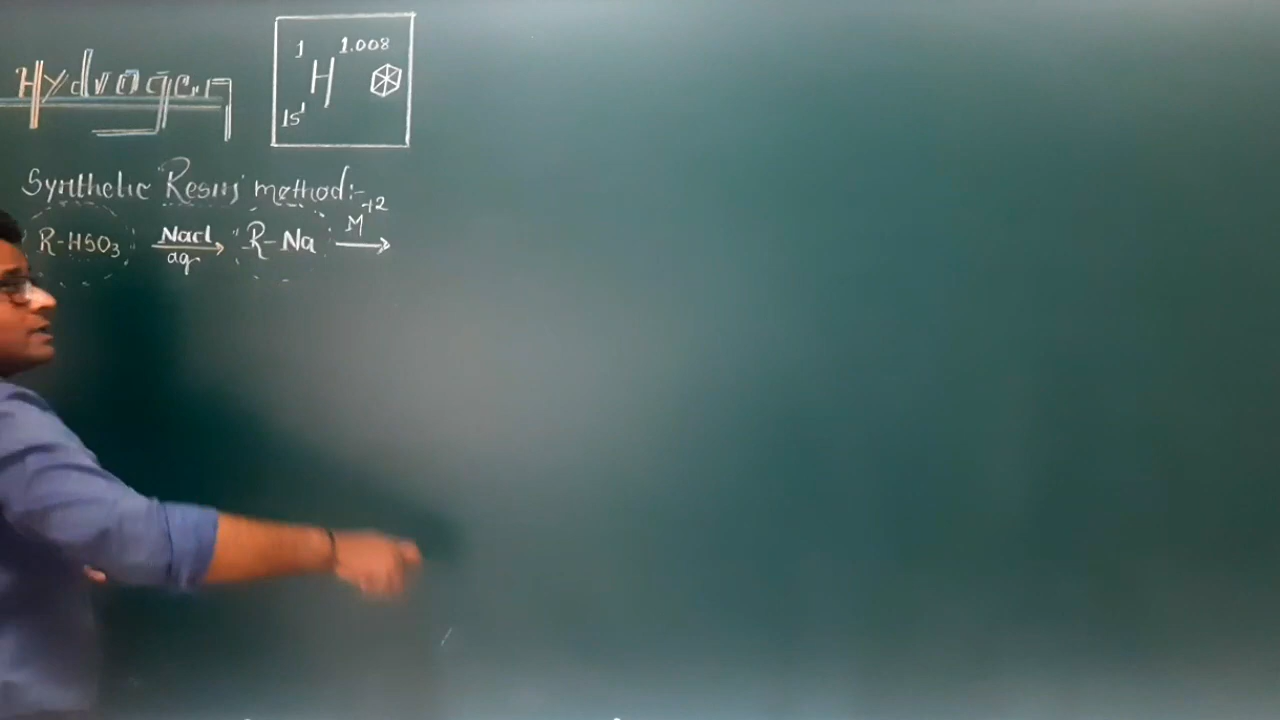 Hydrogen
1 1.008
H
1s¹
Synthetic "Resins" method:-
R-HSO₃ NaCl aq R-Na M⁺²